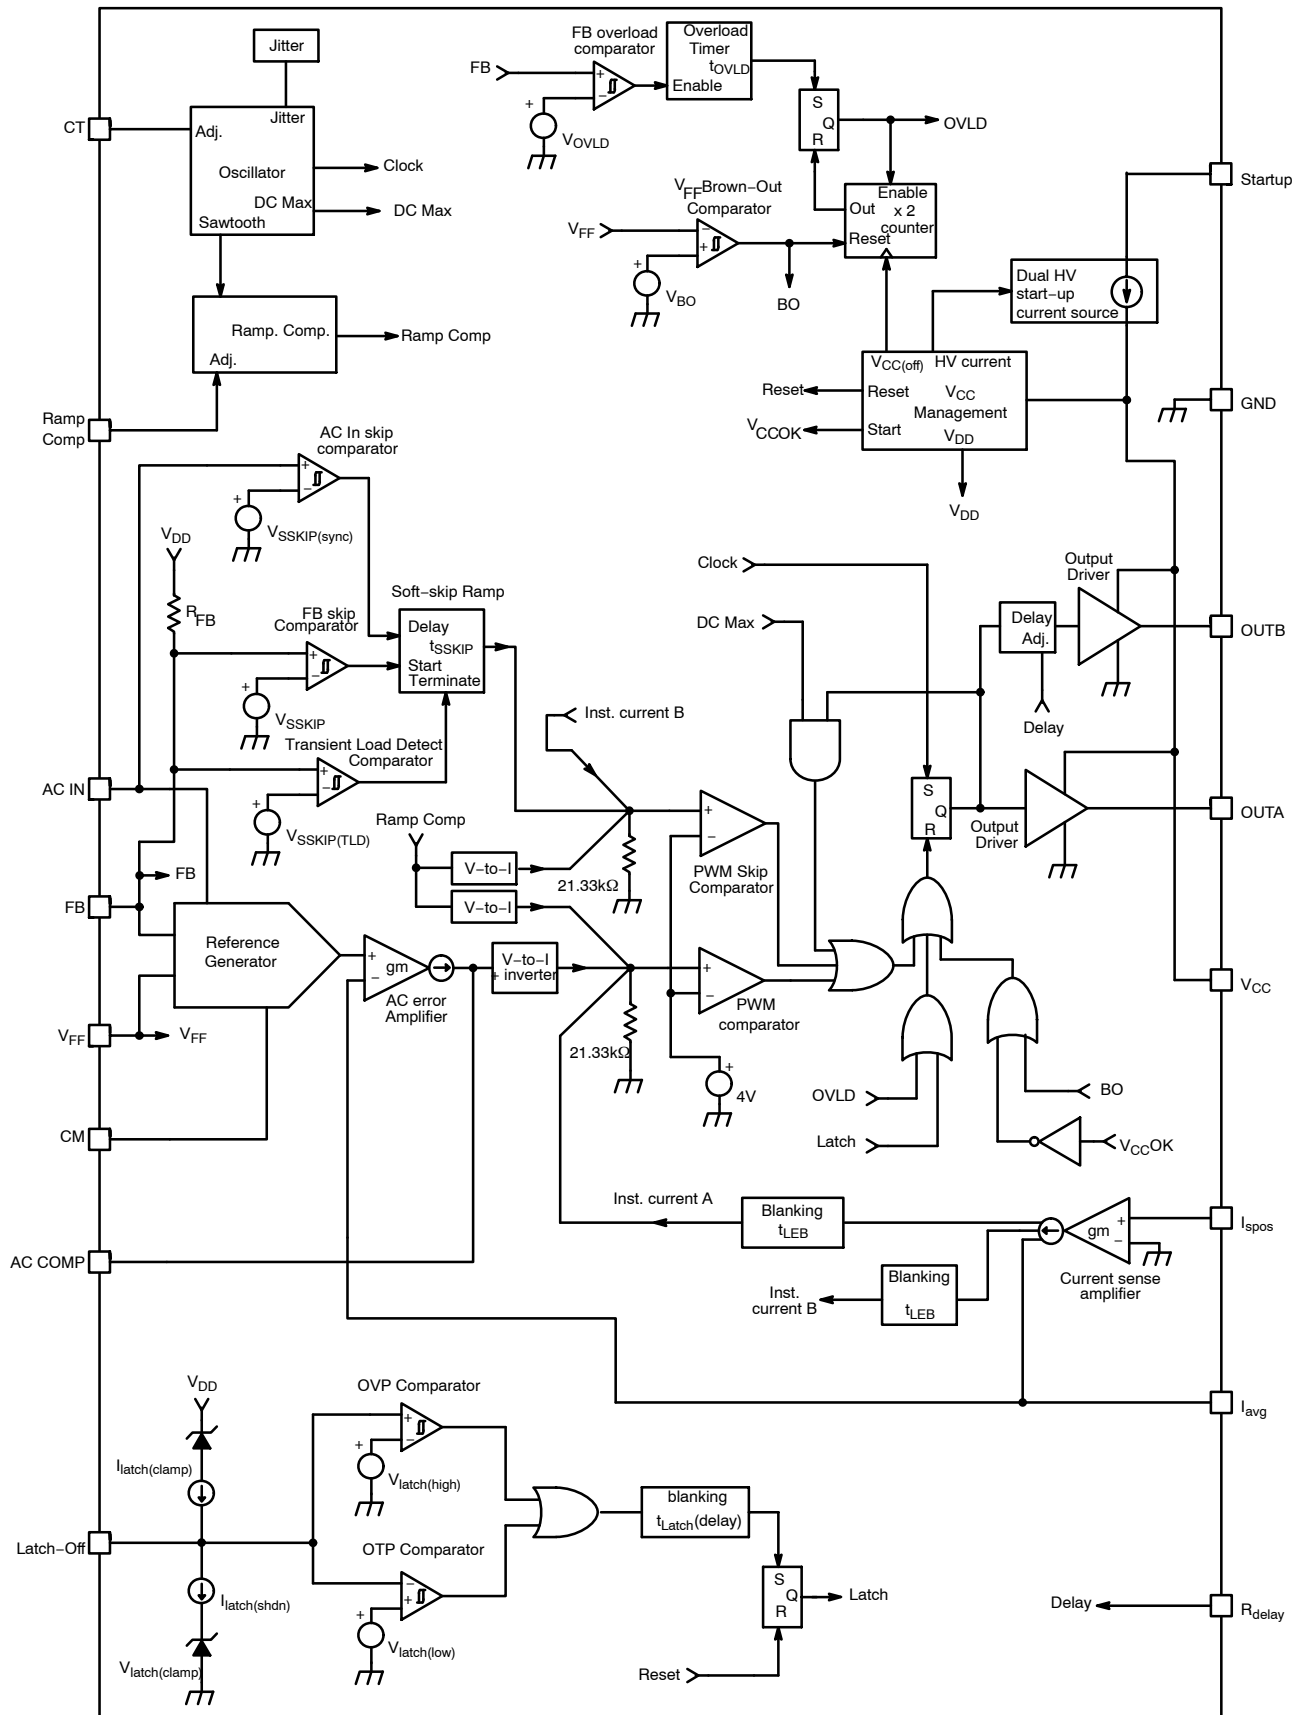 Jitter
Jitter
Adj.
Oscillator
DC Max
Sawtooth
CT
Clock
DC Max
Ramp. Comp.
Adj.
Ramp Comp
Ramp
Comp
FB overload
comparator
FB
+
−
+
VOVLD
Overload
Timer
tOVLD
Enable
S
Q
R
OVLD
VFF Brown−Out
Comparator
VFF
−
+
+
VBO
BO
Enable
x 2
counter
Out
Reset
Startup
Dual HV
start−up
current source
VCC(off)
HV current
Reset
VCC
Management
Start
VDD
Reset
VCCOK
VDD
GND
AC In skip
comparator
+
−
+
VSSKIP(sync)
VDD
RFB
FB skip
Comparator
+
−
+
VSSKIP
Soft−skip Ramp
Delay
tSSKIP
Start
Terminate
Transient Load Detect
Comparator
+
−
+
VSSKIP(TLD)
AC IN
FB
FB
VFF
VFF
CM
AC COMP
Reference
Generator
+
−
gm
AC error
Amplifier
V−to−I
+ inverter
Ramp Comp
V−to−I
V−to−I
Inst. current B
21.33kΩ
21.33kΩ
+
−
PWM Skip
Comparator
+
−
PWM
comparator
+
4V
Clock
DC Max
S
Q
R
Output
Driver
Delay
Adj.
Delay
OUTB
Output
Driver
OUTA
VCC
OVLD
Latch
BO
VCCOK
Inst. current A
Blanking
tLEB
Inst.
current B
Blanking
tLEB
gm
+
−
Current sense
amplifier
Ispos
Iavg
VDD
Ilatch(clamp)
Latch−Off
Ilatch(shdn)
Vlatch(clamp)
OVP Comparator
+
−
+
Vlatch(high)
OTP Comparator
−
+
+
Vlatch(low)
blanking
tLatch(delay)
S
Q
R
Latch
Reset
Delay
Rdelay